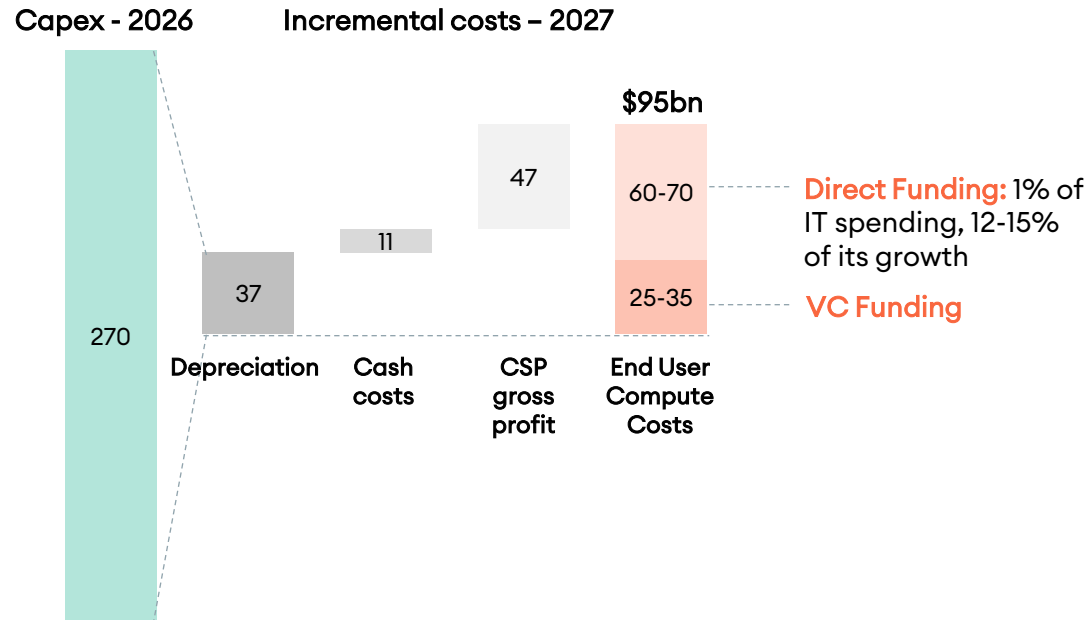 Capex - 2026
Incremental costs – 2027
$95bn
47
60-70
Direct Funding: 1% of
IT spending, 12-15%
of its growth
11
37
25-35
VC Funding
270
Depreciation
Cash
costs
CSP
gross
profit
End User
Compute
Costs